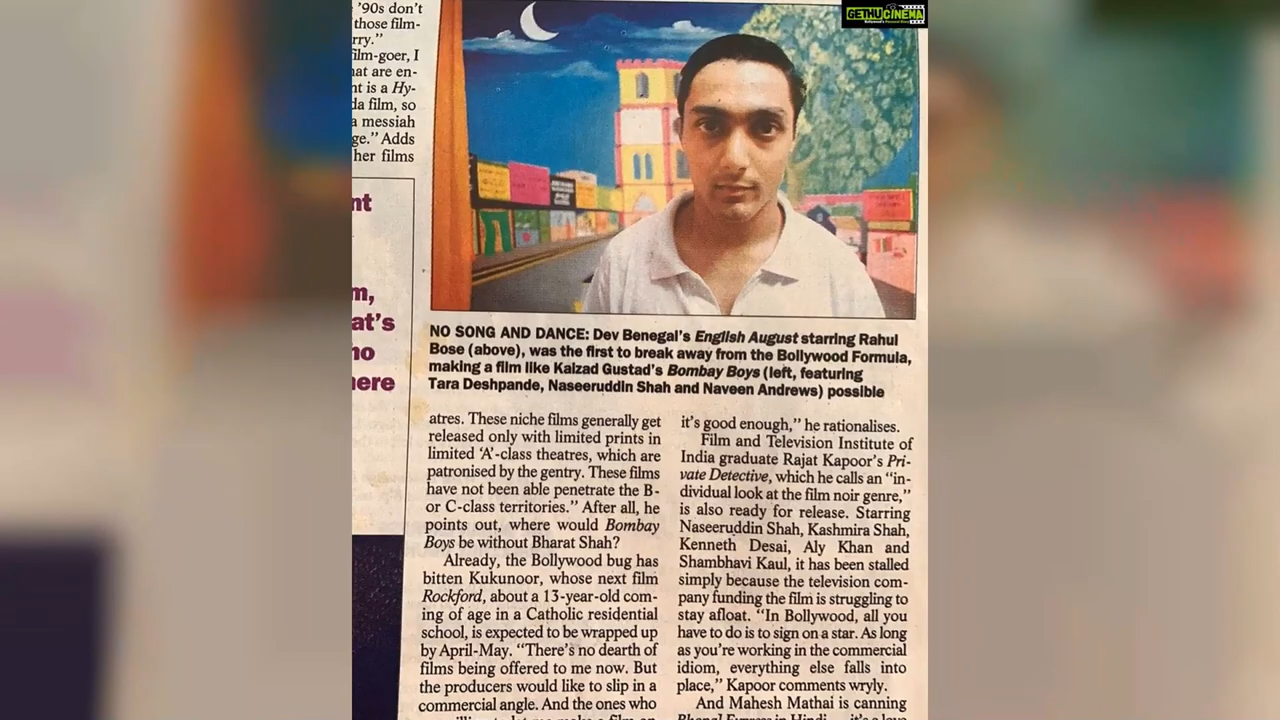 GETHU CINEMA
'90s don't
those film-
rry."
film-goer, I
hat are en-
nt is a Hy-
da film, so
a messiah
ge." Adds
her films
nt
m,
at's
ho
here
NO SONG AND DANCE: Dev Benegal's English August starring Rahul
Bose (above), was the first to break away from the Bollywood Formula,
making a film like Kaizad Gustad's Bombay Boys (left, featuring
Tara Deshpande, Naseeruddin Shah and Naveen Andrews) possible
atres. These niche films generally get
released only with limited prints in
limited 'A'-class theatres, which are
patronised by the gentry. These films
have not been able penetrate the B-
or C-class territories." After all, he
points out, where would Bombay
Boys be without Bharat Shah?
Already, the Bollywood bug has
bitten Kukunoor, whose next film
Rockford, about a 13-year-old com-
ing of age in a Catholic residential
school, is expected to be wrapped up
by April-May. "There's no dearth of
films being offered to me now. But
the producers would like to slip in a
commercial angle. And the ones who
it's good enough," he rationalises.
Film and Television Institute of
India graduate Rajat Kapoor's Pri-
vate Detective, which he calls an "in-
dividual look at the film noir genre,"
is also ready for release. Starring
Naseeruddin Shah, Kashmira Shah,
Kenneth Desai, Aly Khan and
Shambhavi Kaul, it has been stalled
simply because the television com-
pany funding the film is struggling to
stay afloat. "In Bollywood, all you
have to do is to sign on a star. As long
as you're working in the commercial
idiom, everything else falls into
place," Kapoor comments wryly.
And Mahesh Mathai is canning